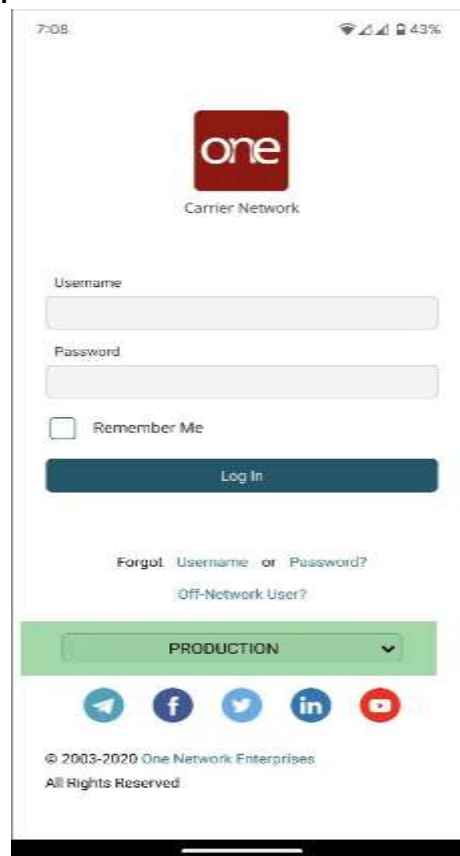 7:08 43%
one
Carrier Network
Username
Password
Remember Me
Log In
Forgot Username or Password?
Off-Network User?
PRODUCTION
f in
© 2003-2020 One Network Enterprises
All Rights Reserved